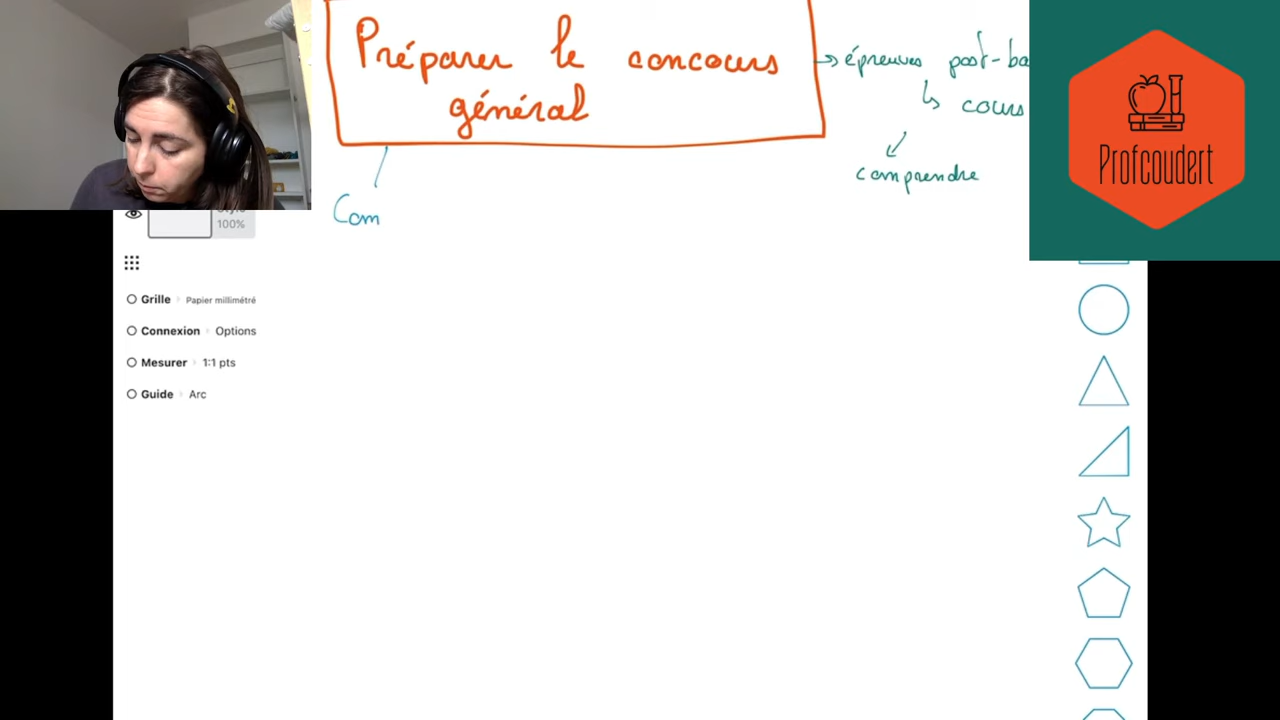 Préparer le concours
général
→ épreuves post-ba
↳ cours
comprendre
Com
Profcoudert
100%
Grille › Papier millimétré
Connexion › Options
Mesurer › 1:1 pts
Guide › Arc